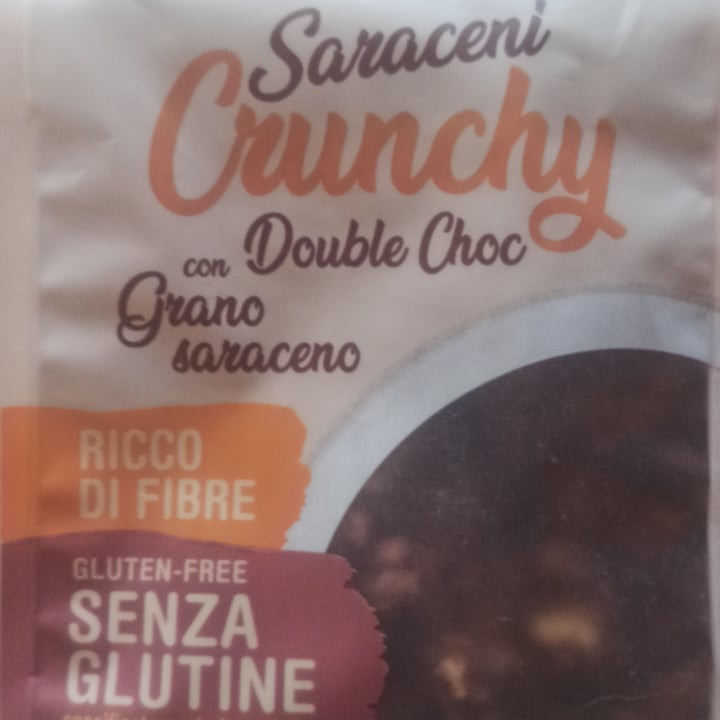 Saraceni
Crunchy
con Double Choc
Grano
saraceno
RICCO
DI FIBRE
GLUTEN-FREE
SENZA
GLUTINE